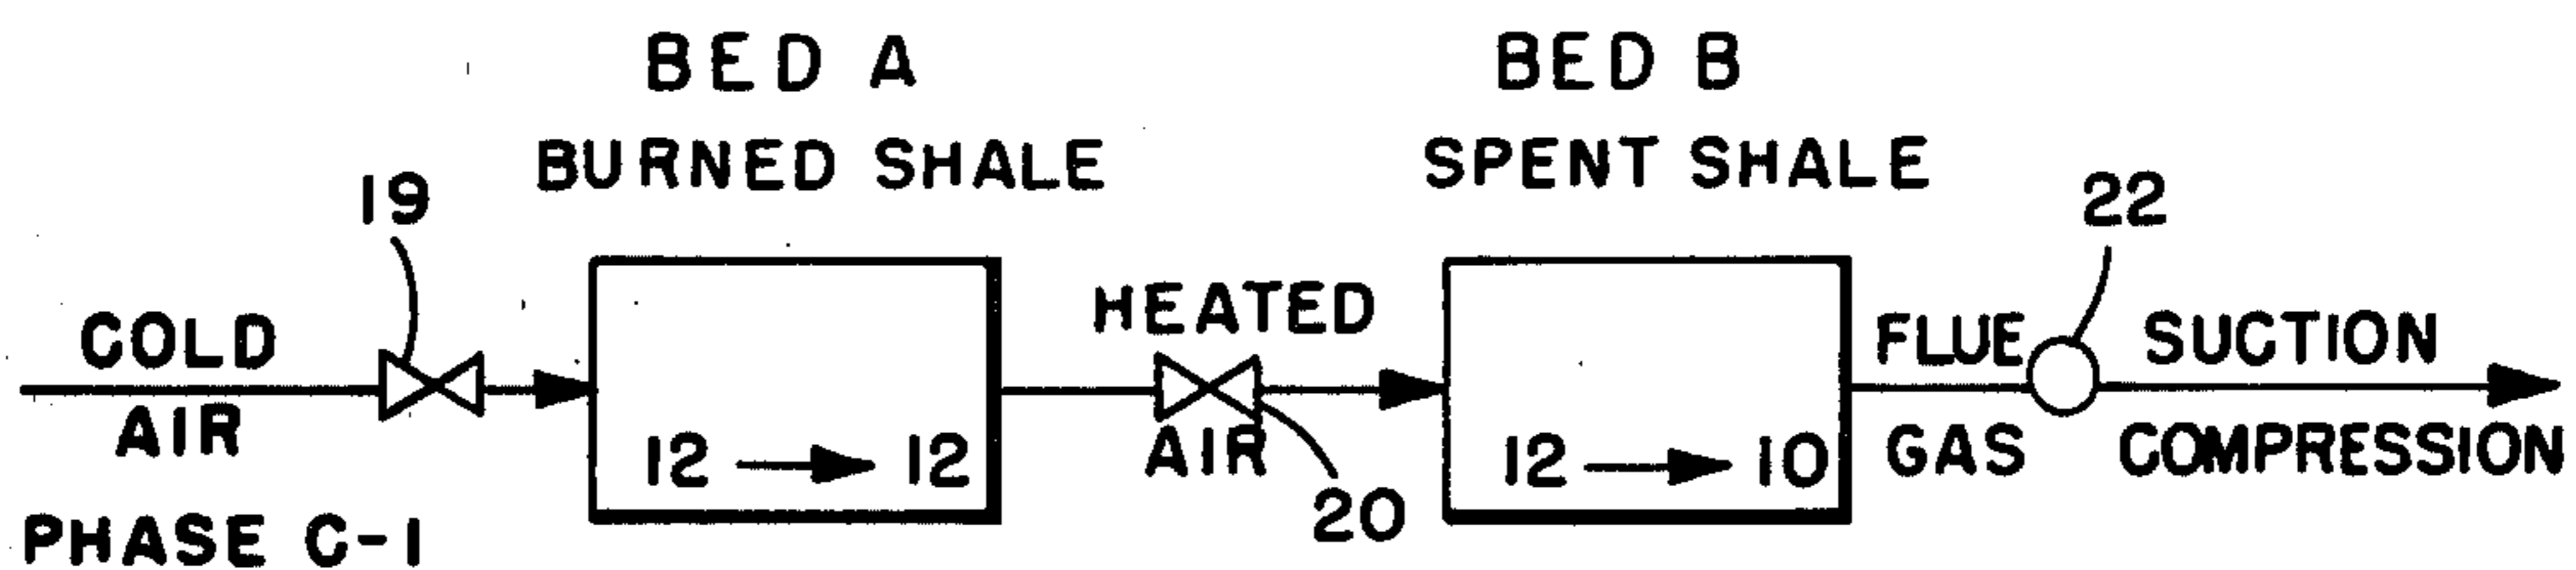 BED A
BURNED SHALE
BED B
SPENT SHALE
19
22
COLD
AIR
HEATED
AIR
20
FLUE
GAS
SUCTION
COMPRESSION
12 → 12
12 → 10
PHASE C-1